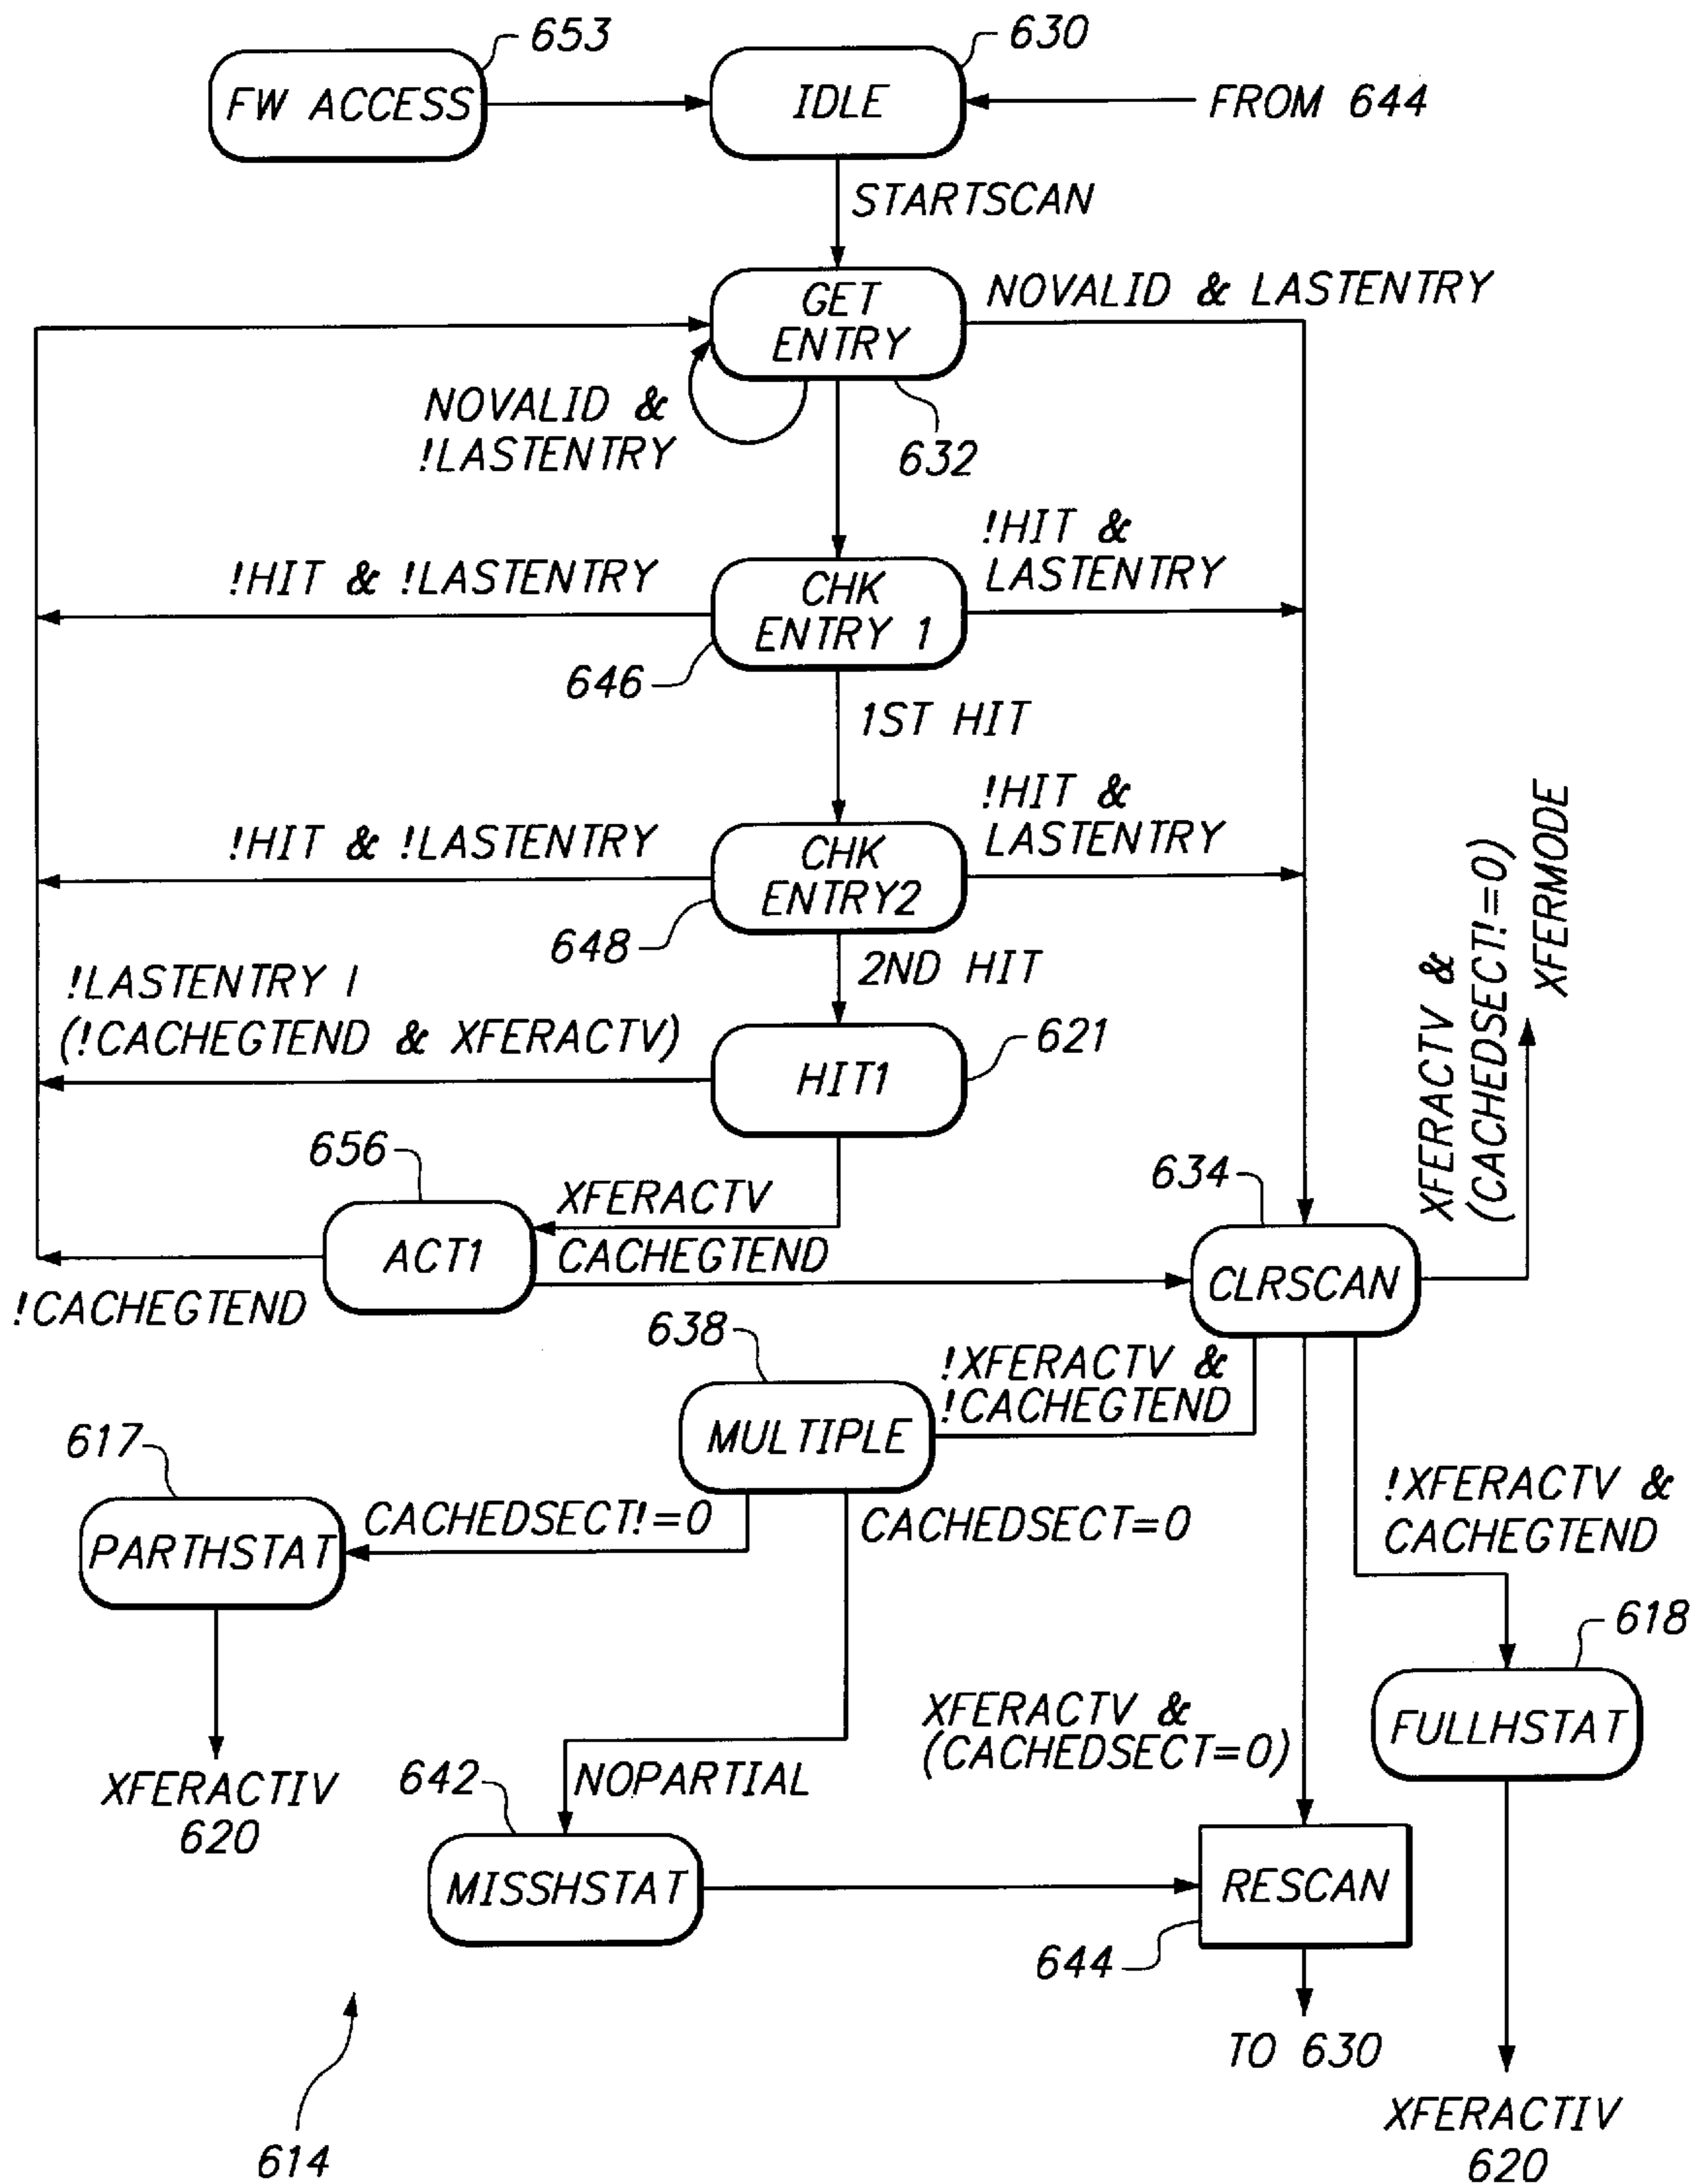 653
630
FW ACCESS
IDLE
FROM 644
STARTSCAN
GET
ENTRY
NOVALID & LASTENTRY
NOVALID &
!LASTENTRY
632
!HIT & !LASTENTRY
CHK
ENTRY 1
!HIT &
LASTENTRY
646
1ST HIT
!HIT & !LASTENTRY
CHK
ENTRY2
!HIT &
LASTENTRY
648
2ND HIT
XFERACTV &
(CACHEDSECT!=0)
XFERMODE
!LASTENTRY I
(!CACHEGTEND & XFERACTV)
HIT1
621
656
XFERACTV
634
ACT1
CACHEGTEND
CLRSCAN
!CACHEGTEND
638
!XFERACTV &
!CACHEGTEND
MULTIPLE
617
CACHEDSECT!=0
CACHEDSECT=0
!XFERACTV &
CACHEGTEND
PARTHSTAT
618
XFERACTV &
(CACHEDSECT=0)
FULLHSTAT
XFERACTIV
620
642
NOPARTIAL
MISSHSTAT
RESCAN
644
TO 630
XFERACTIV
620
614